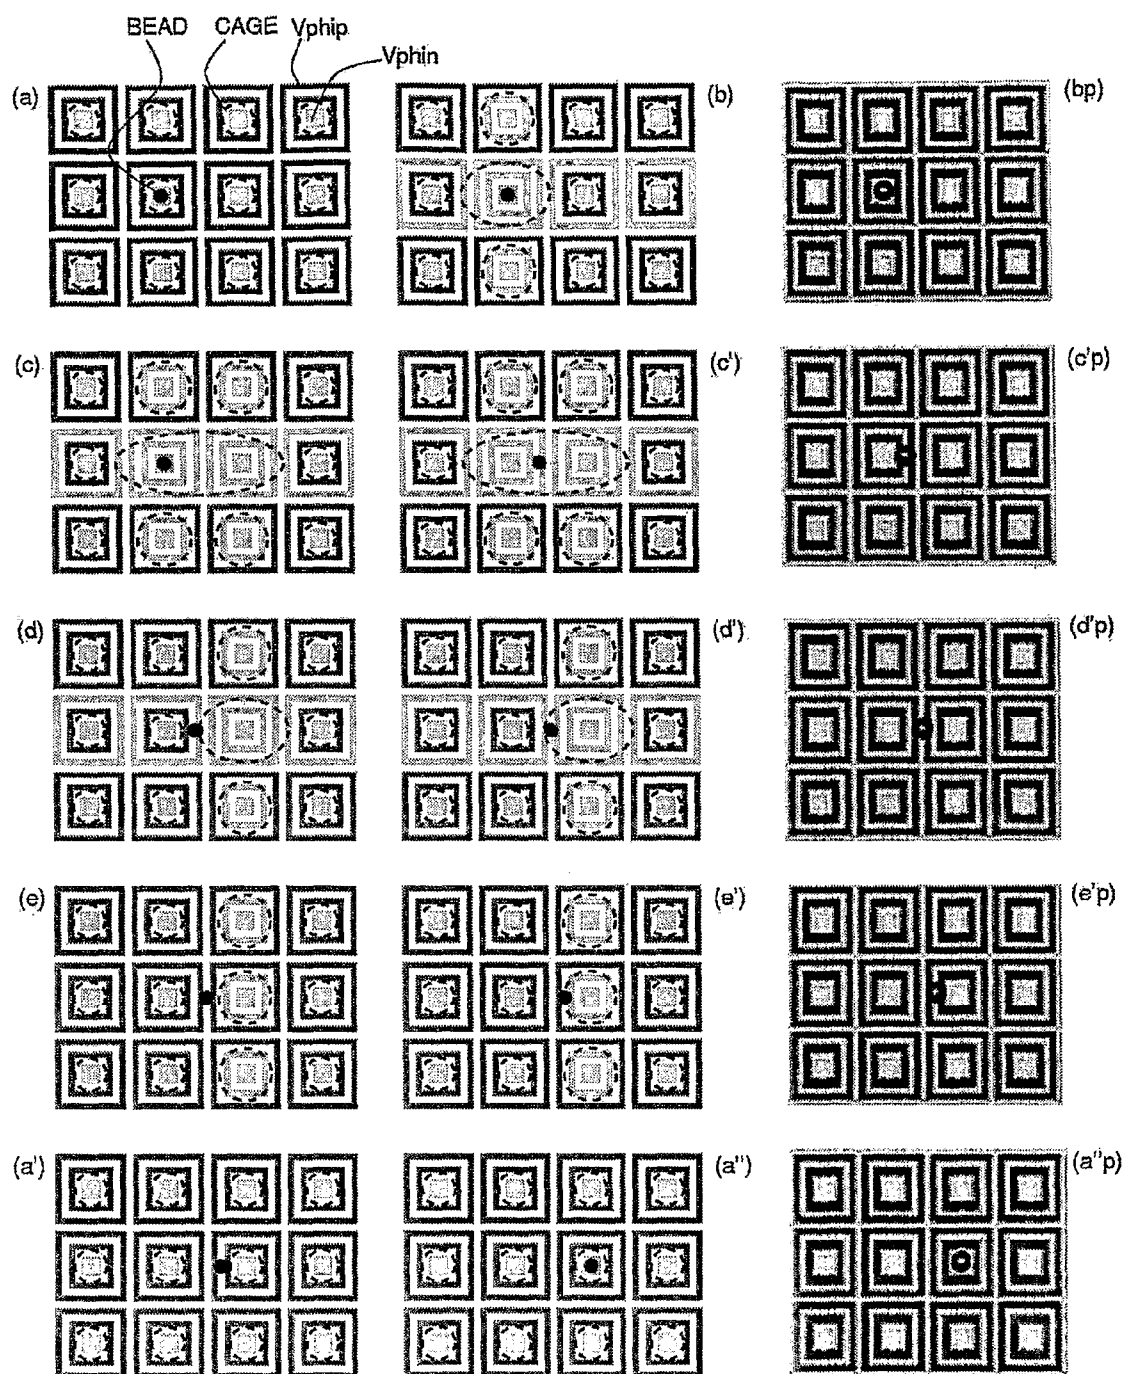 BEAD CAGE Vphip
Vphin
(a) (b) (bp)
(c) (c') (c'p)
(d) (d') (d'p)
(e) (e') (e'p)
(a') (a") (a"p)